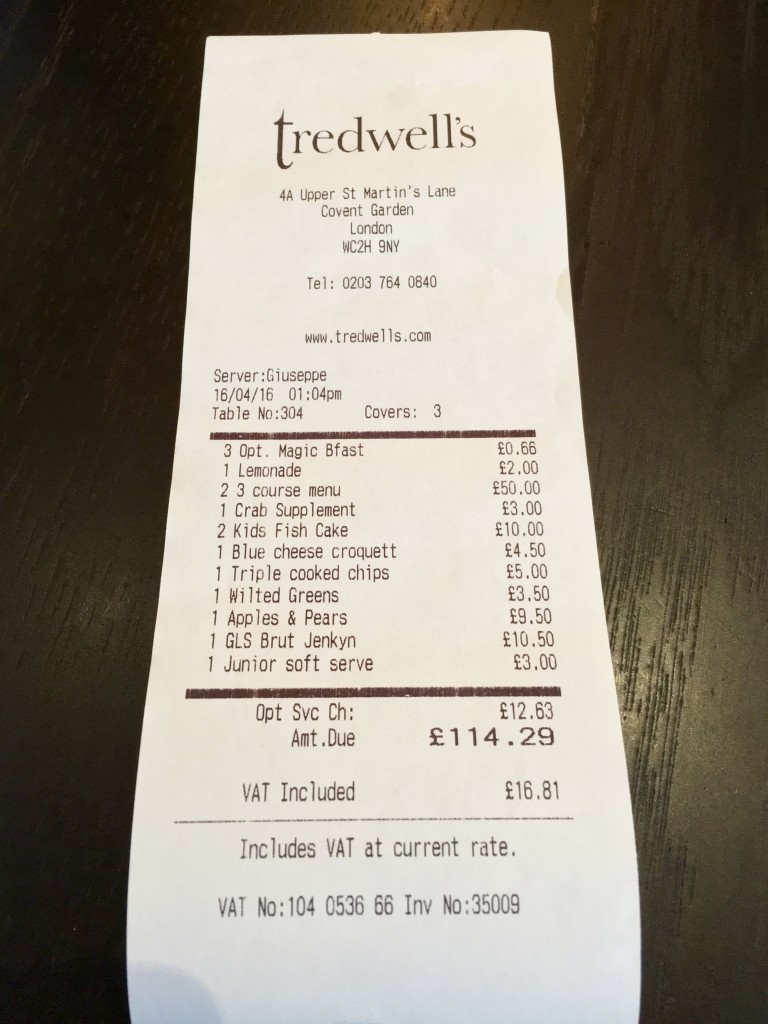 tredwell's
4A Upper St Martin's Lane
Covent Garden
London
WC2H 9NY
Tel: 0203 764 0840
www.tredwells.com
Server:Giuseppe
16/04/16 01:04pm
Table No:304 Covers: 3
3 Opt. Magic Bfast £0.66
1 Lemonade £2.00
2 3 course menu £50.00
1 Crab Supplement £3.00
2 Kids Fish Cake £10.00
1 Blue cheese croquett £4.50
1 Triple cooked chips £5.00
1 Wilted Greens £3.50
1 Apples & Pears £9.50
1 GLS Brut Jenkyn £10.50
1 Junior soft serve £3.00
Opt Svc Ch: £12.63
Amt.Due £114.29
VAT Included £16.81
Includes VAT at current rate.
VAT No:104 0536 66 Inv No:35009